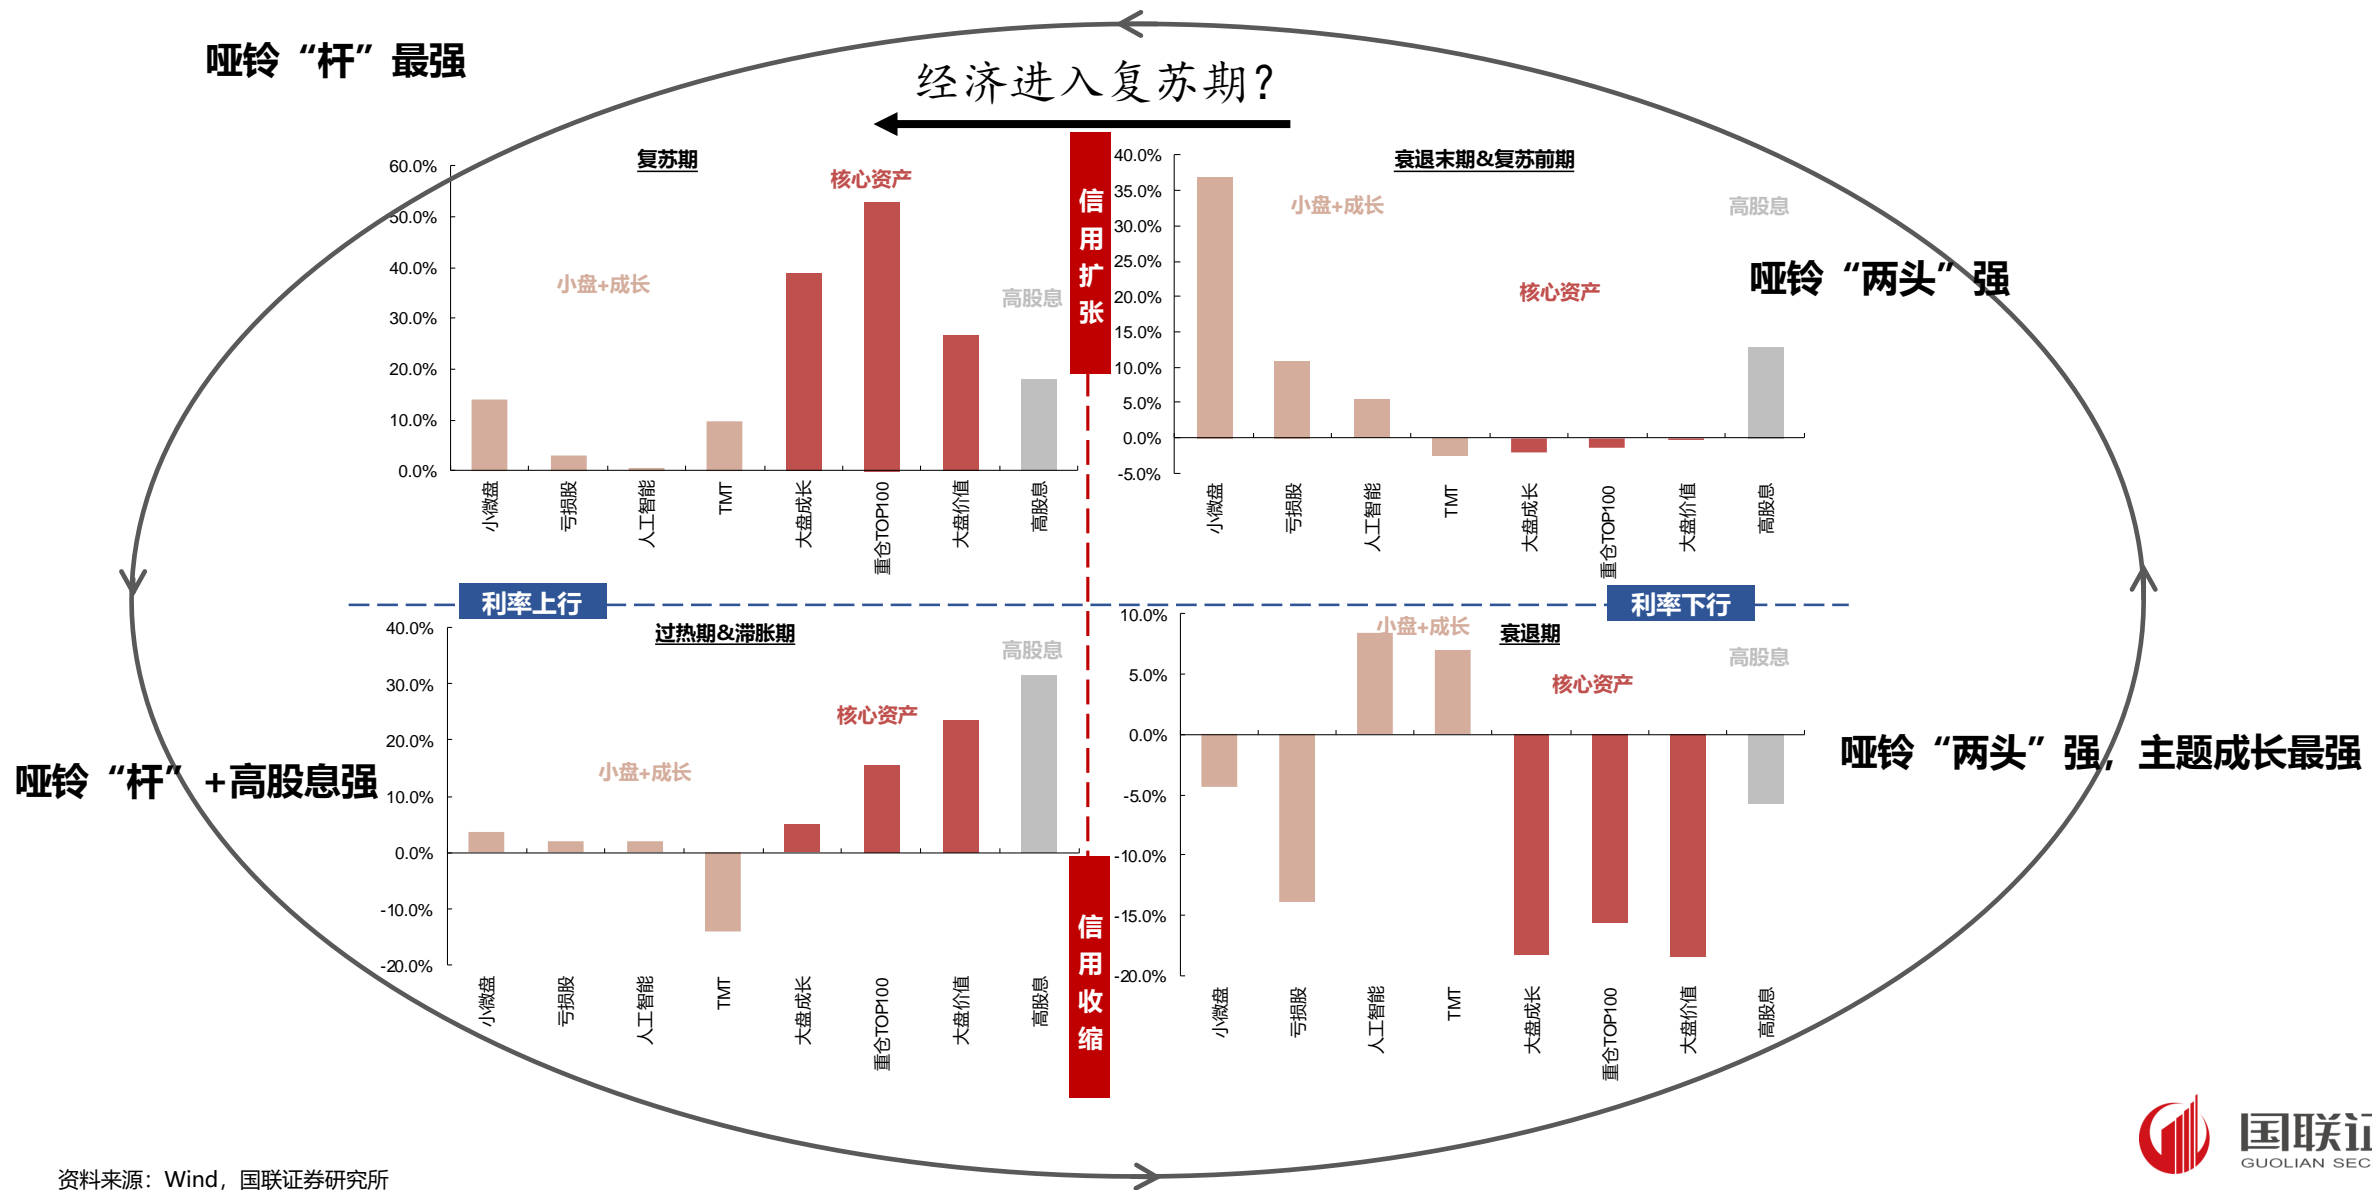 哑铃“杆”最强
经济进入复苏期？
复苏期
60.0%
50.0%
40.0%
30.0%
20.0%
10.0%
0.0%
小盘+成长
核心资产
高股息
小微盘
亏损股
人工智能
TMT
大盘成长
重仓TOP100
大盘价值
高股息
信用扩张
衰退末期&复苏前期
40.0%
35.0%
30.0%
25.0%
20.0%
15.0%
10.0%
5.0%
0.0%
-5.0%
小盘+成长
核心资产
高股息
小微盘
亏损股
人工智能
TMT
大盘成长
重仓TOP100
大盘价值
高股息
哑铃“两头”强
利率上行
利率下行
过热期&滞胀期
40.0%
30.0%
20.0%
10.0%
0.0%
-10.0%
-20.0%
小盘+成长
核心资产
高股息
小微盘
亏损股
人工智能
TMT
大盘成长
重仓TOP100
大盘价值
高股息
哑铃“杆”+高股息强
信用收缩
衰退期
10.0%
5.0%
0.0%
-5.0%
-10.0%
-15.0%
-20.0%
小盘+成长
核心资产
高股息
小微盘
亏损股
人工智能
TMT
大盘成长
重仓TOP100
大盘价值
高股息
哑铃“两头”强，主题成长最强
资料来源：Wind，国联证券研究所
国联证
GUOLIAN SEC